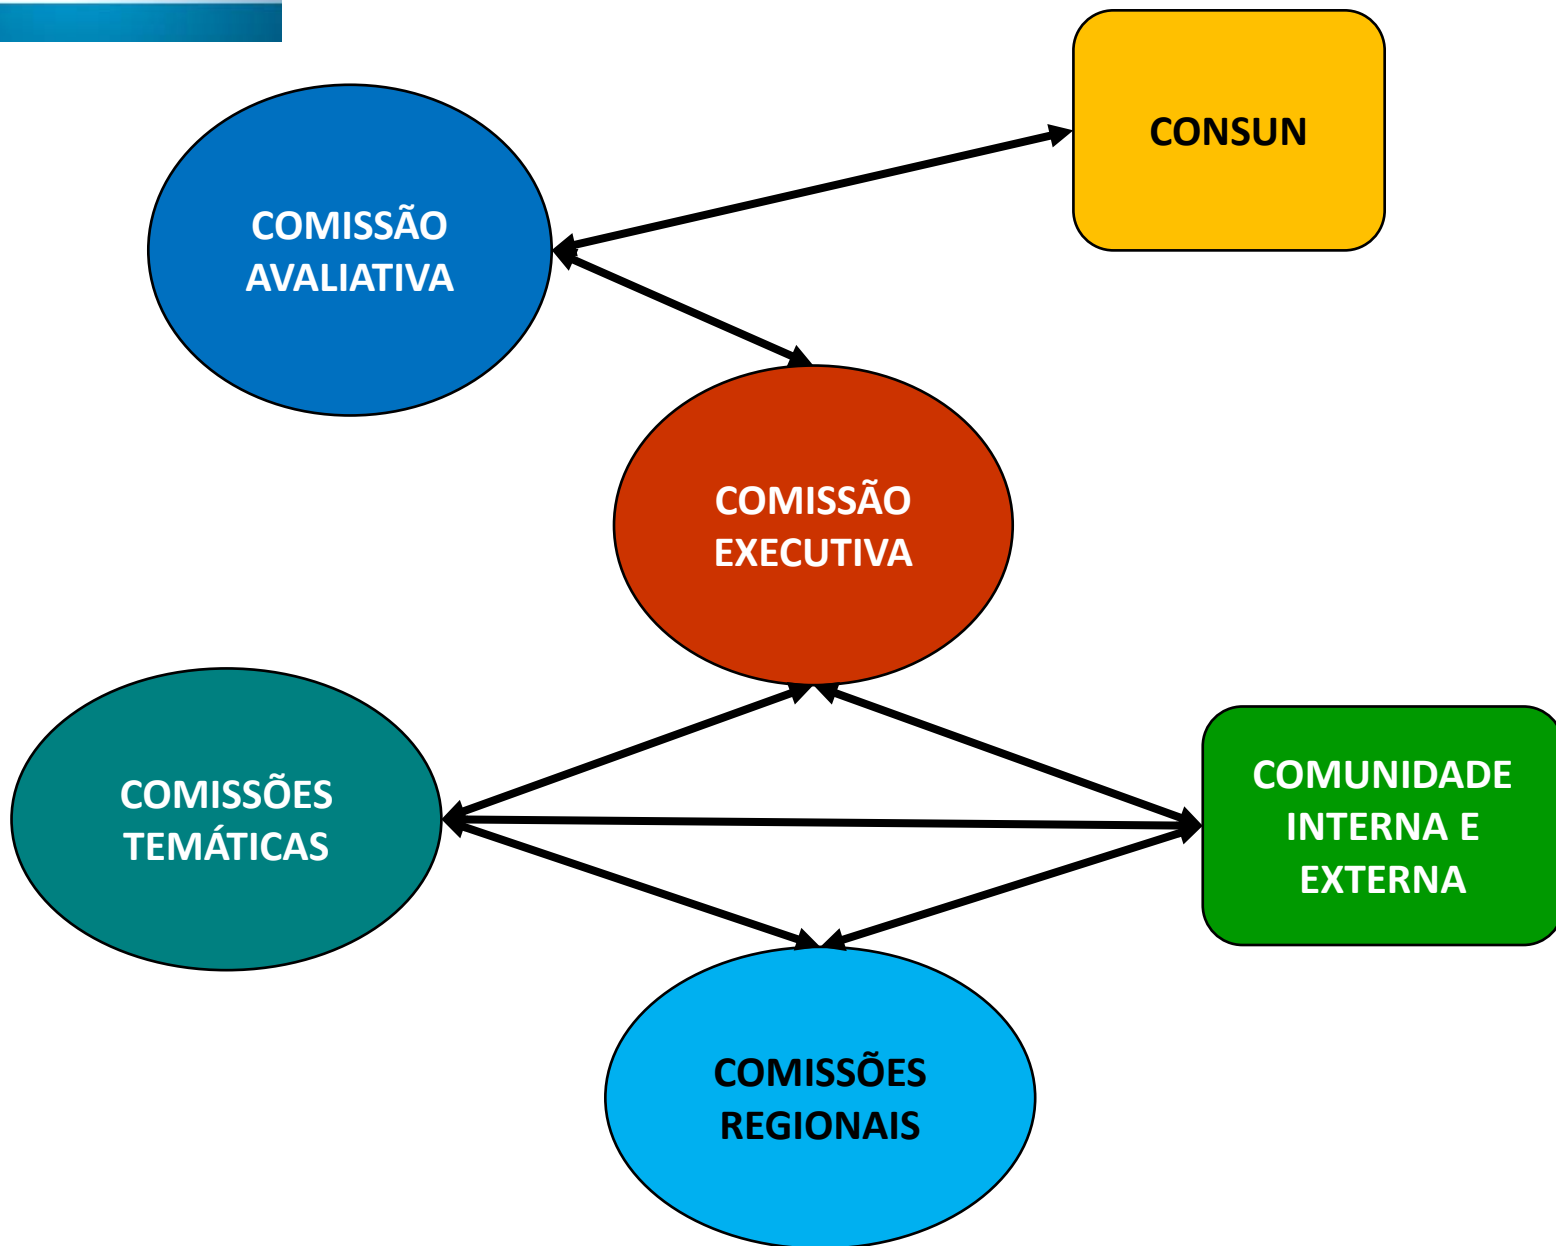 CONSUN
COMISSÃO
AVALIATIVA
COMISSÃO
EXECUTIVA
COMISSÕES
TEMÁTICAS
COMUNIDADE
INTERNA E
EXTERNA
COMISSÕES
REGIONAIS